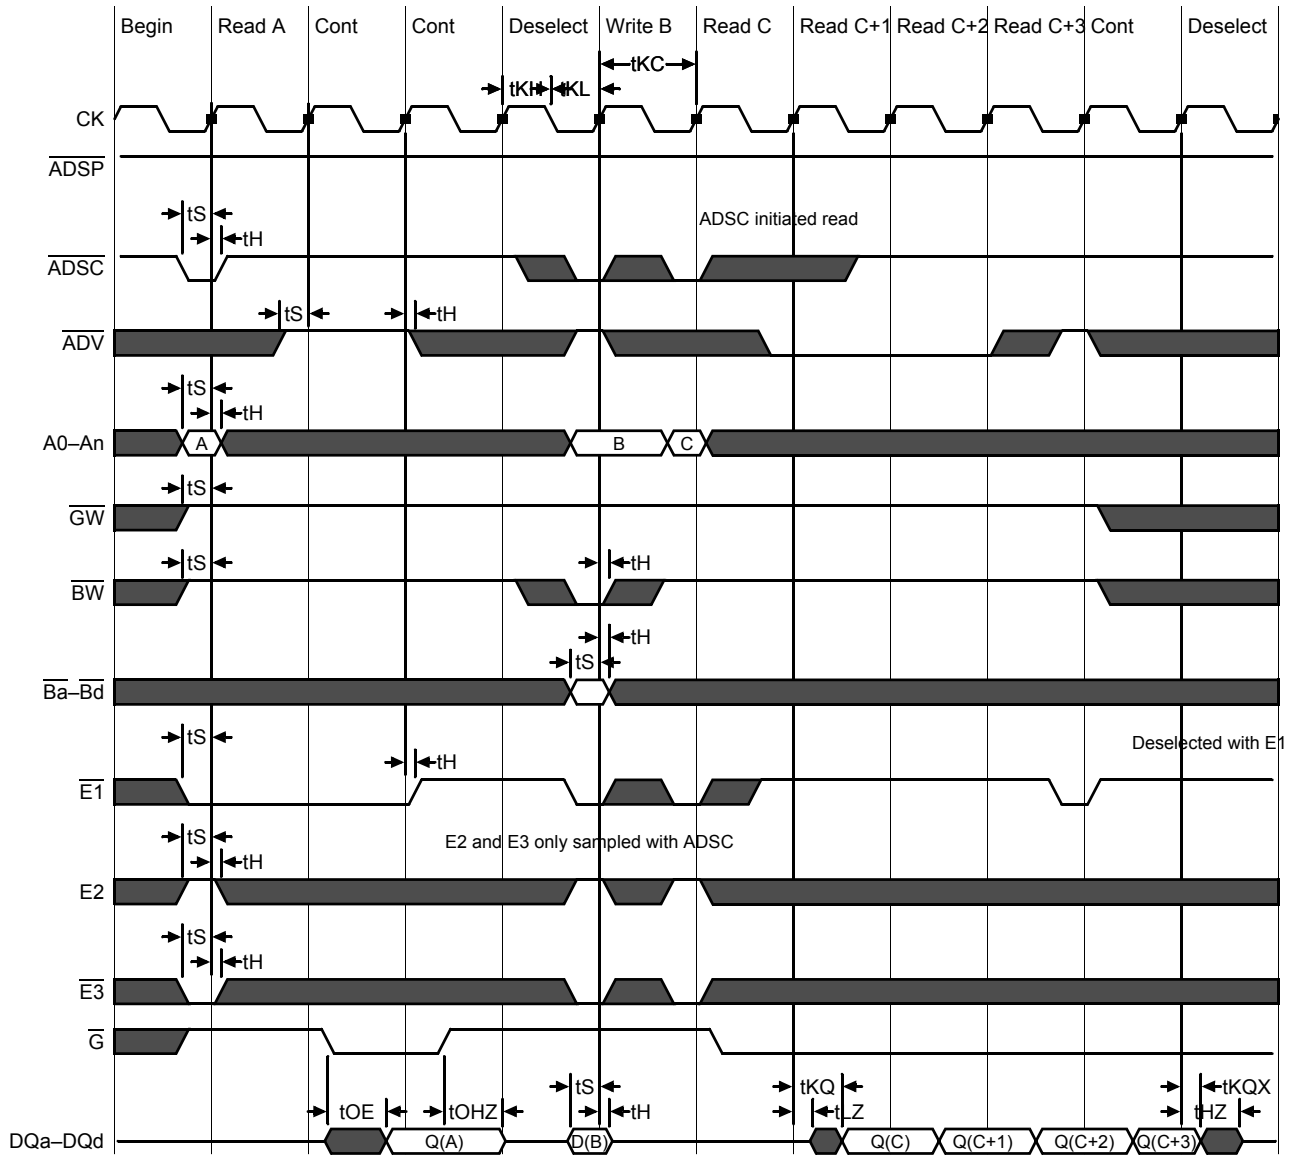 Begin Read A Cont Cont Deselect Write B Read C Read C+1 Read C+2 Read C+3 Cont Deselect
tKC
tKH tKL
CK
ADSP
tS
ADSC initiated read
tH
ADSC
tS tH
ADV
tS
tH
A0–An A B C
tS
GW
tS tH
BW
tH
tS
Ba–Bd
tS
Deselected with E1
tH
E1
tS
E2 and E3 only sampled with ADSC
tH
E2
tS
tH
E3
G
tS tKQ tKQX
tOE tOHZ tH tLZ tHZ
DQa–DQd Q(A) D(B) Q(C) Q(C+1) Q(C+2) Q(C+3)